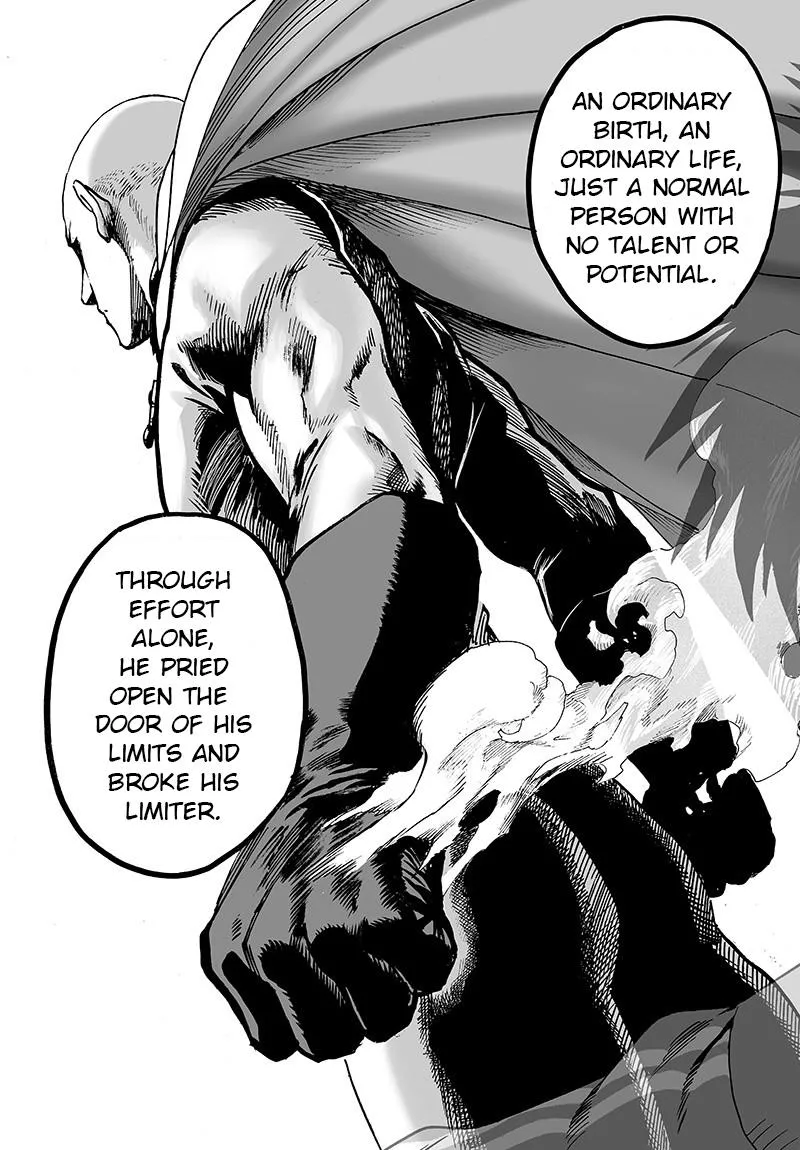 AN ORDINARY
BIRTH, AN
ORDINARY LIFE,
JUST A NORMAL
PERSON WITH
NO TALENT OR
POTENTIAL.
THROUGH
EFFORT
ALONE,
HE PRIED
OPEN THE
DOOR OF HIS
LIMITS AND
BROKE HIS
LIMITER.